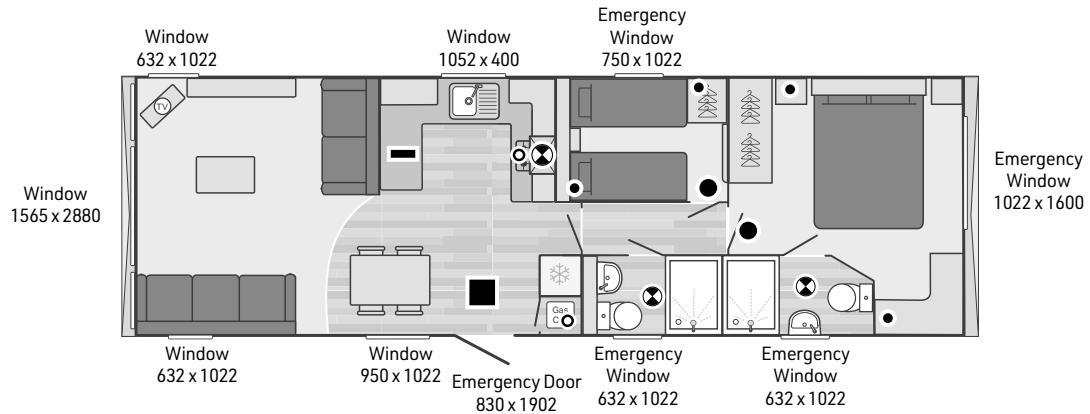 Window
632 x 1022
Window
1052 x 400
Emergency
Window
750 x 1022
TV
Window
1565 x 2880
Emergency
Window
1022 x 1600
Gas
Window
632 x 1022
Window
950 x 1022
Emergency Door
830 x 1902
Emergency
Window
632 x 1022
Emergency
Window
632 x 1022